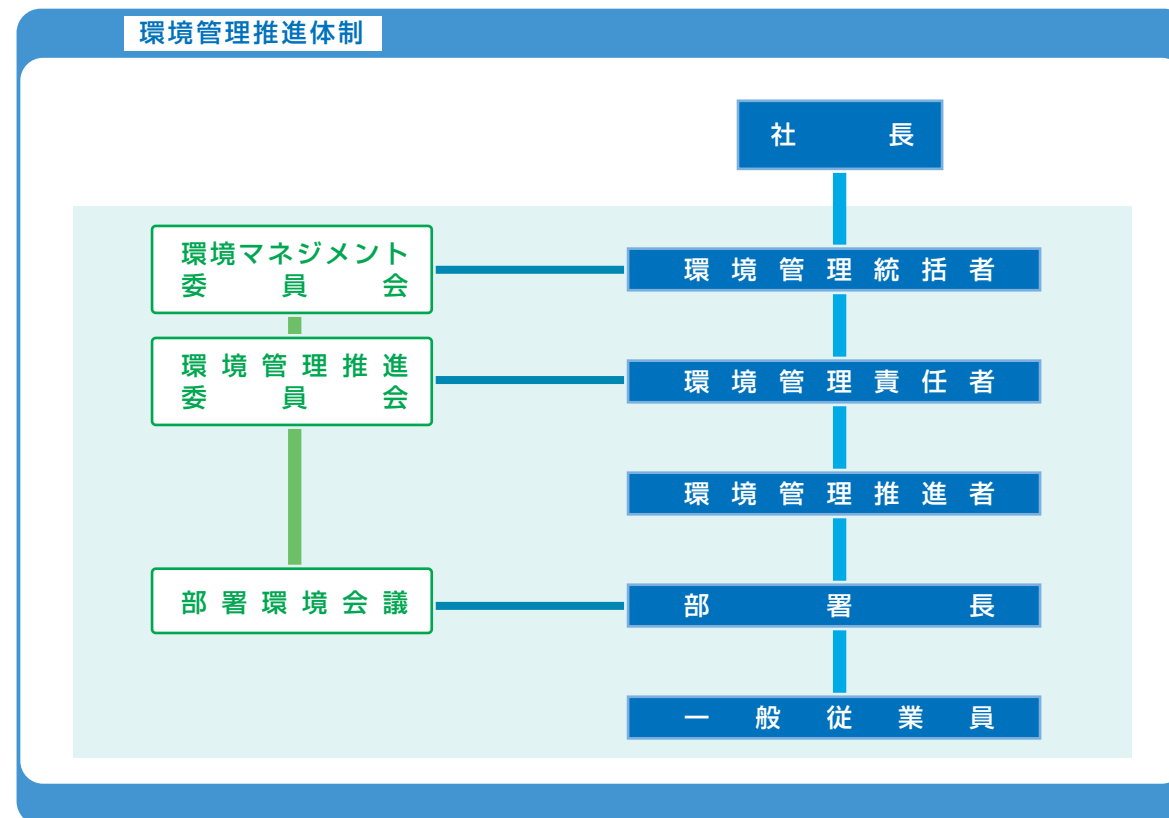 環境管理推進体制
社長
環境マネジメント
委員会
環境管理統括者
環境管理推進
委員会
環境管理責任者
環境管理推進者
部署環境会議
部署長
一般従業員